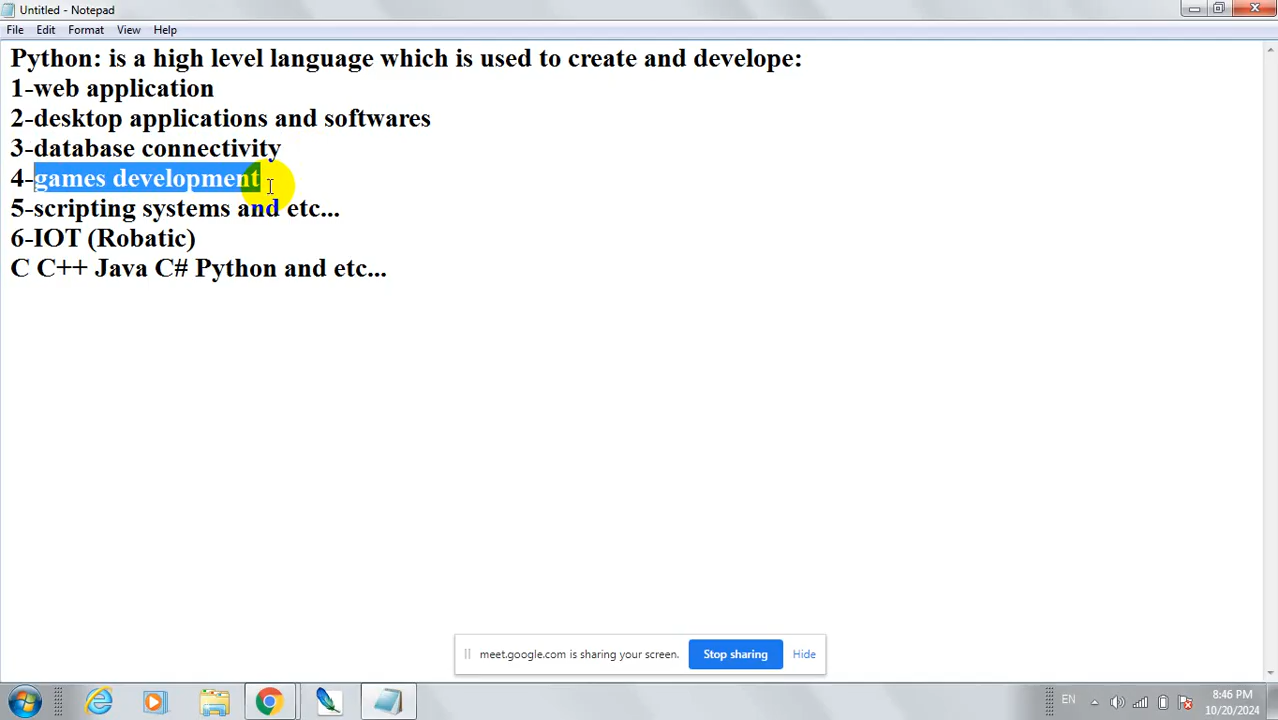 Untitled - Notepad
File Edit Format View Help
Python: is a high level language which is used to create and develope:
1-web application
2-desktop applications and softwares
3-database connectivity
4-games development
5-scripting systems and etc...
6-IOT (Robatic)
C C++ Java C# Python and etc...
meet.google.com is sharing your screen. Stop sharing Hide
EN
8:46 PM
10/20/2024